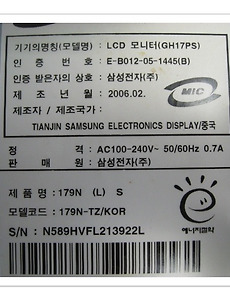 기기의명칭(모델명) : LCD 모니터(GH17PS)
인 증 번 호 : E-B012-05-1445(B)
인증 받은자의 상호 : 삼성전자(주)
제 조 년 월 : 2006.02.
제조자 / 제조국가 :
MIC
TIANJIN SAMSUNG ELECTRONICS DISPLAY/중국
정 격 : AC100-240V~ 50/60Hz 0.7A
판 매 원 : 삼성전자(주)
제 품 명 : 179N (L) S
모델코드 : 179N-TZ/KOR
S/N : N589HVFL213922L
에너지절약